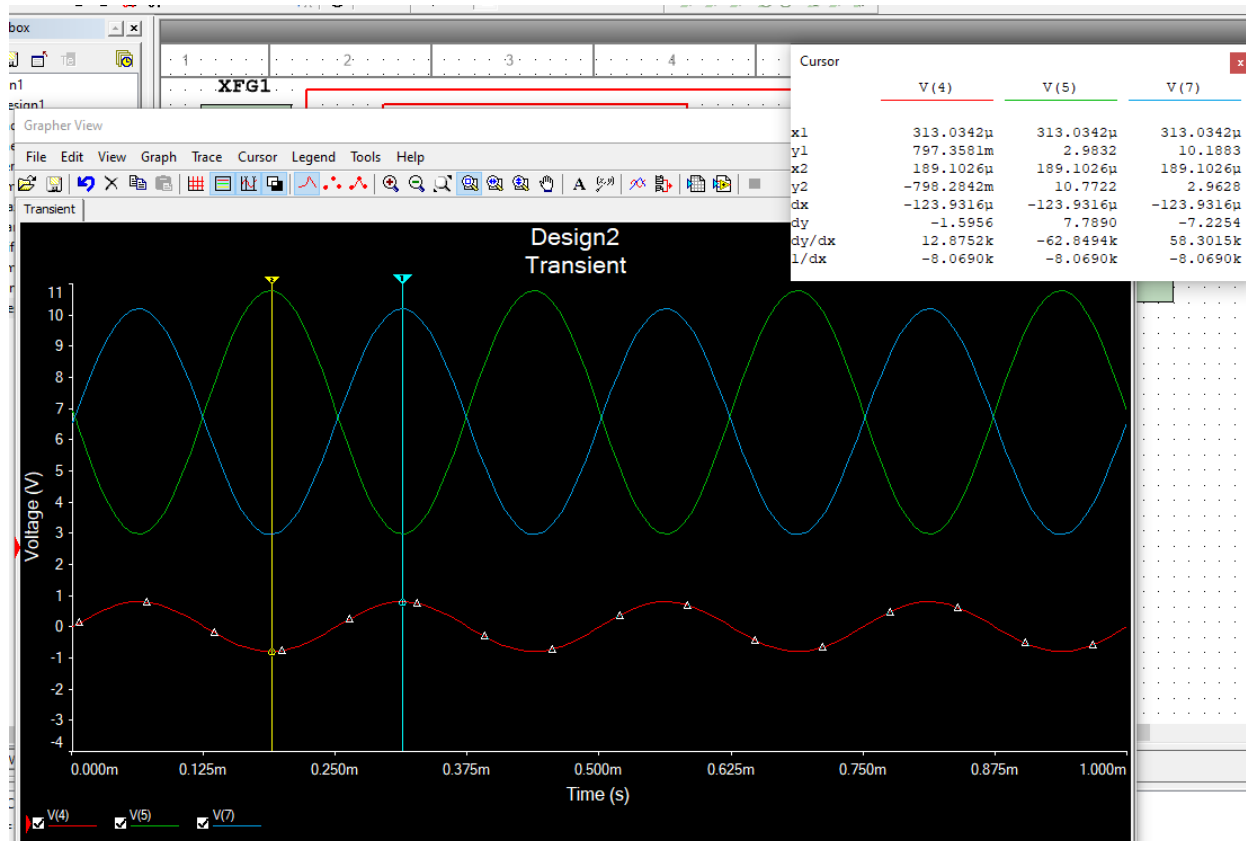 box
n1
esign1
1 2 3 4
XFG1
Grapher View
File Edit View Graph Trace Cursor Legend Tools Help
A
Transient
Cursor
V(4) V(5) V(7)
x1 313.0342µ 313.0342µ 313.0342µ
y1 797.3581m 2.9832 10.1883
x2 189.1026µ 189.1026µ 189.1026µ
y2 -798.2842m 10.7722 2.9628
dx -123.9316µ -123.9316µ -123.9316µ
dy -1.5956 7.7890 -7.2254
dy/dx 12.8752k -62.8494k 58.3015k
1/dx -8.0690k -8.0690k -8.0690k
Design2
Transient
11
10
9
8
7
6
5
4
3
2
1
0
-1
-2
-3
-4
Voltage (V)
0.000m 0.125m 0.250m 0.375m 0.500m 0.625m 0.750m 0.875m 1.000m
Time (s)
V(4) V(5) V(7)